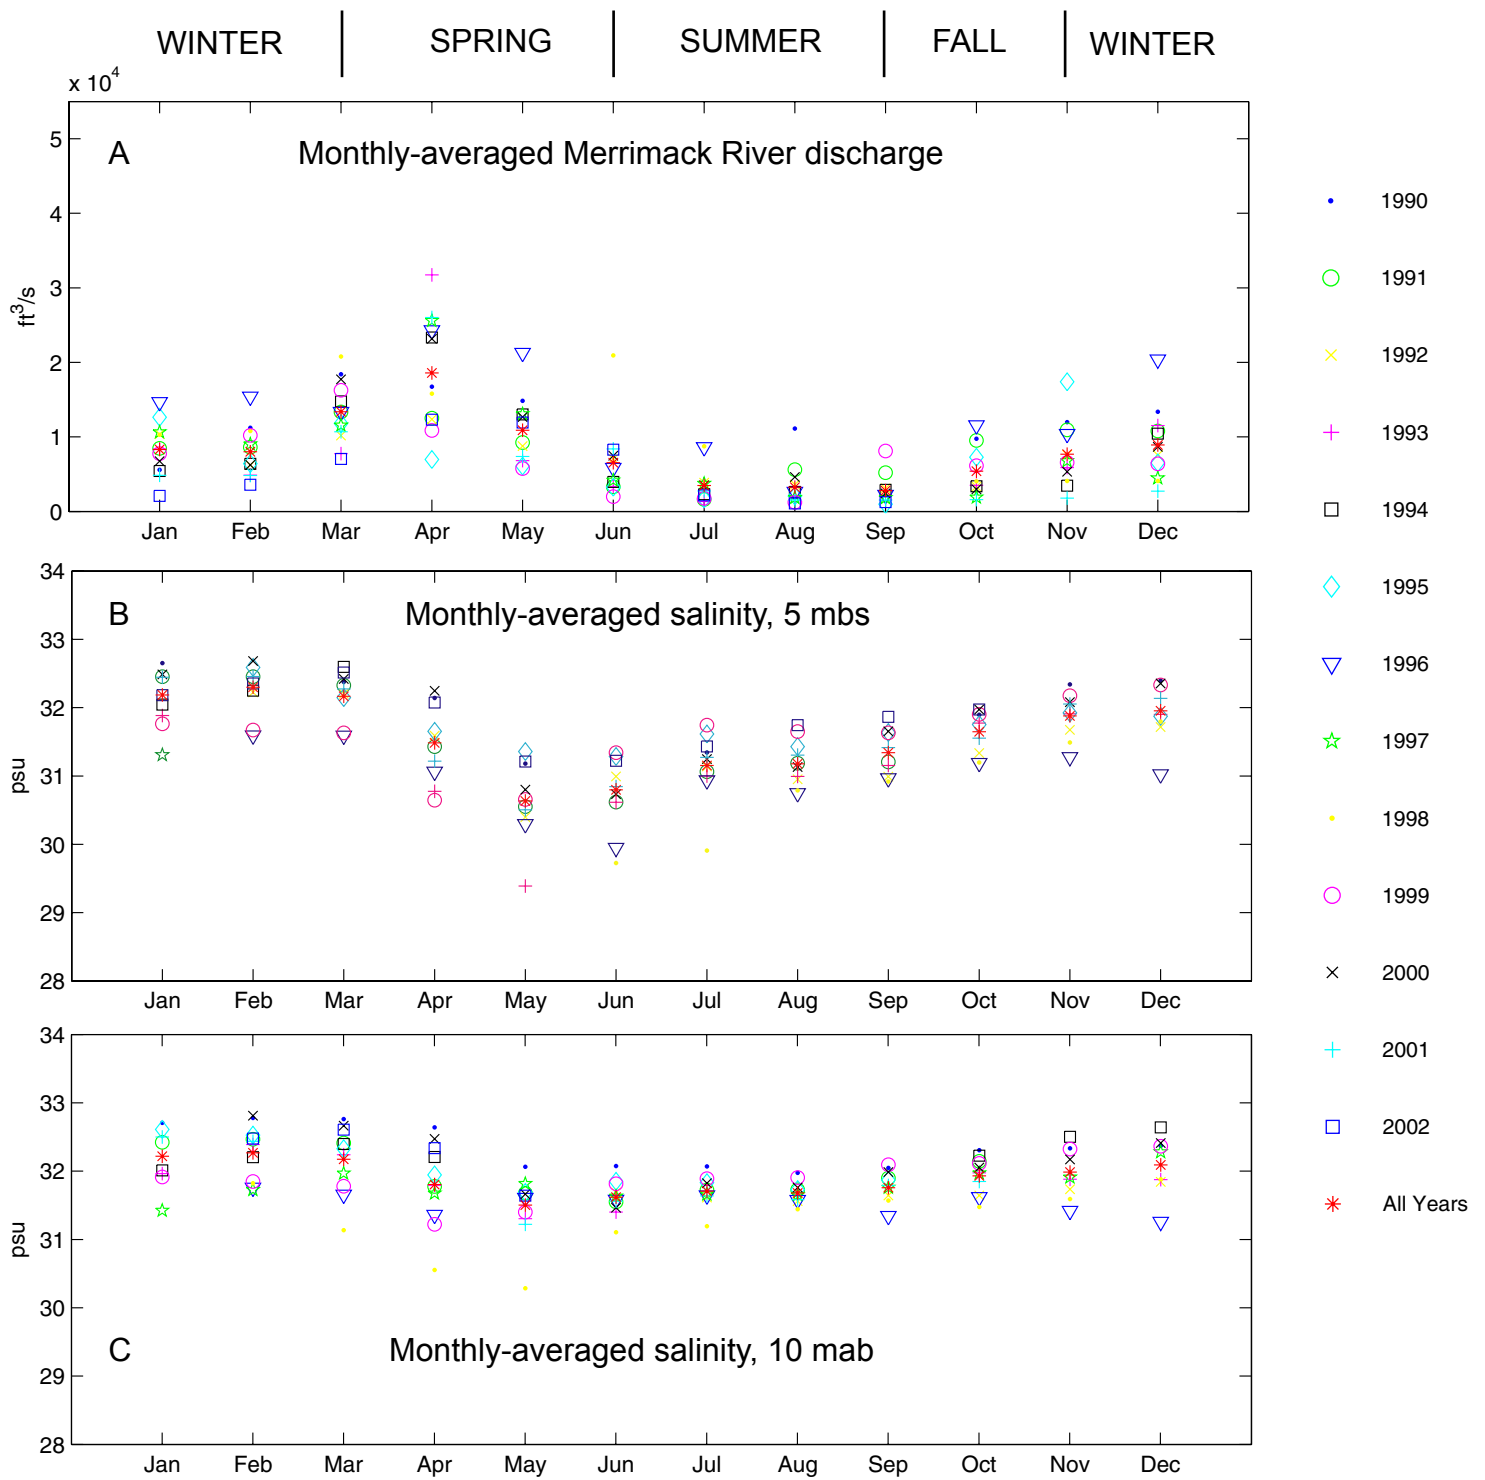 WINTER SPRING SUMMER FALL WINTER
x 10⁴
A Monthly-averaged Merrimack River discharge
5
4
3
2
1
0
ft³/s
Jan Feb Mar Apr May Jun Jul Aug Sep Oct Nov Dec
B Monthly-averaged salinity, 5 mbs
34
33
32
31
30
29
28
psu
Jan Feb Mar Apr May Jun Jul Aug Sep Oct Nov Dec
34
33
32
31
30
29
28
psu
C Monthly-averaged salinity, 10 mab
Jan Feb Mar Apr May Jun Jul Aug Sep Oct Nov Dec
1990
1991
1992
1993
1994
1995
1996
1997
1998
1999
2000
2001
2002
All Years